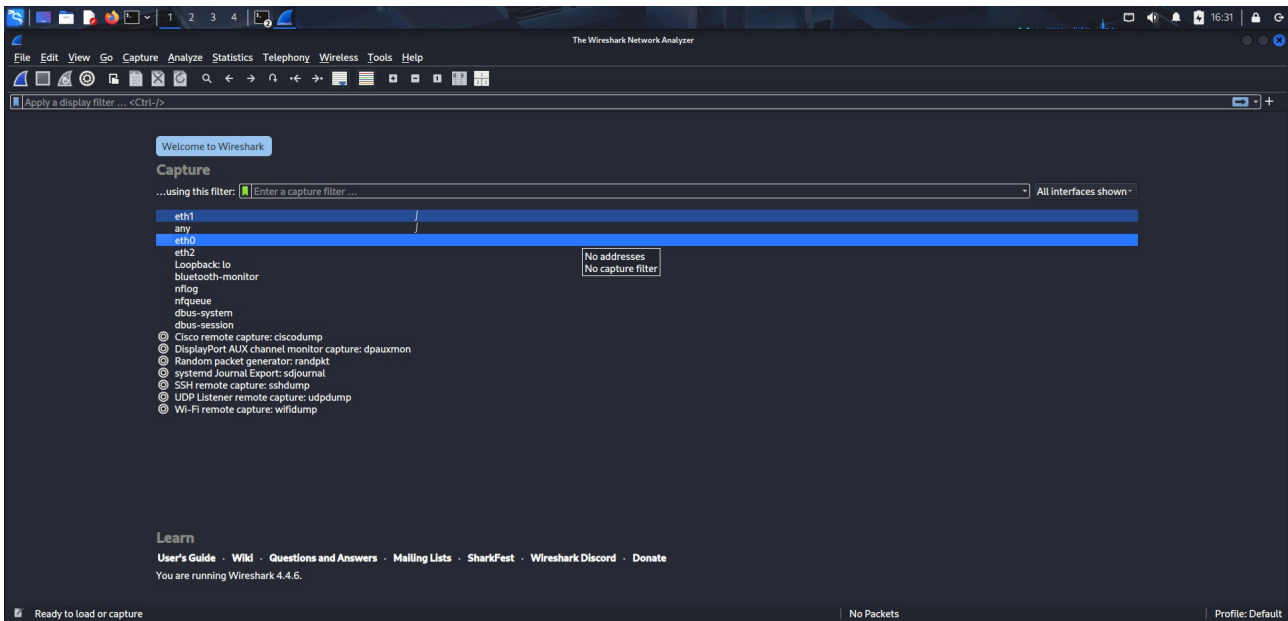 1 2 3 4 2 16:31
The Wireshark Network Analyzer
File Edit View Go Capture Analyze Statistics Telephony Wireless Tools Help
Apply a display filter ... <Ctrl-/>
Welcome to Wireshark
Capture
...using this filter: Enter a capture filter ... All interfaces shown
eth1
any
eth0
eth2
No addresses
Loopback: lo
No capture filter
bluetooth-monitor
nflog
nfqueue
dbus-system
dbus-session
Cisco remote capture: ciscodump
DisplayPort AUX channel monitor capture: dpauxmon
Random packet generator: randpkt
systemd Journal Export: sdjournal
SSH remote capture: sshdump
UDP Listener remote capture: udpdump
Wi-Fi remote capture: wifidump
Learn
User's Guide · Wiki · Questions and Answers · Mailing Lists · SharkFest · Wireshark Discord · Donate
You are running Wireshark 4.4.6.
Ready to load or capture No Packets Profile: Default